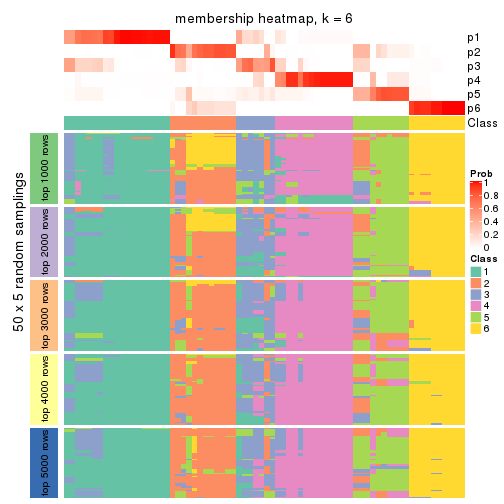 membership heatmap, k = 6
p1
p2
p3
p4
p5
p6
Class
50 x 5 random samplings
top 1000 rows
top 2000 rows
top 3000 rows
top 4000 rows
top 5000 rows
Prob
1
0.8
0.6
0.4
0.2
0
Class
1
2
3
4
5
6